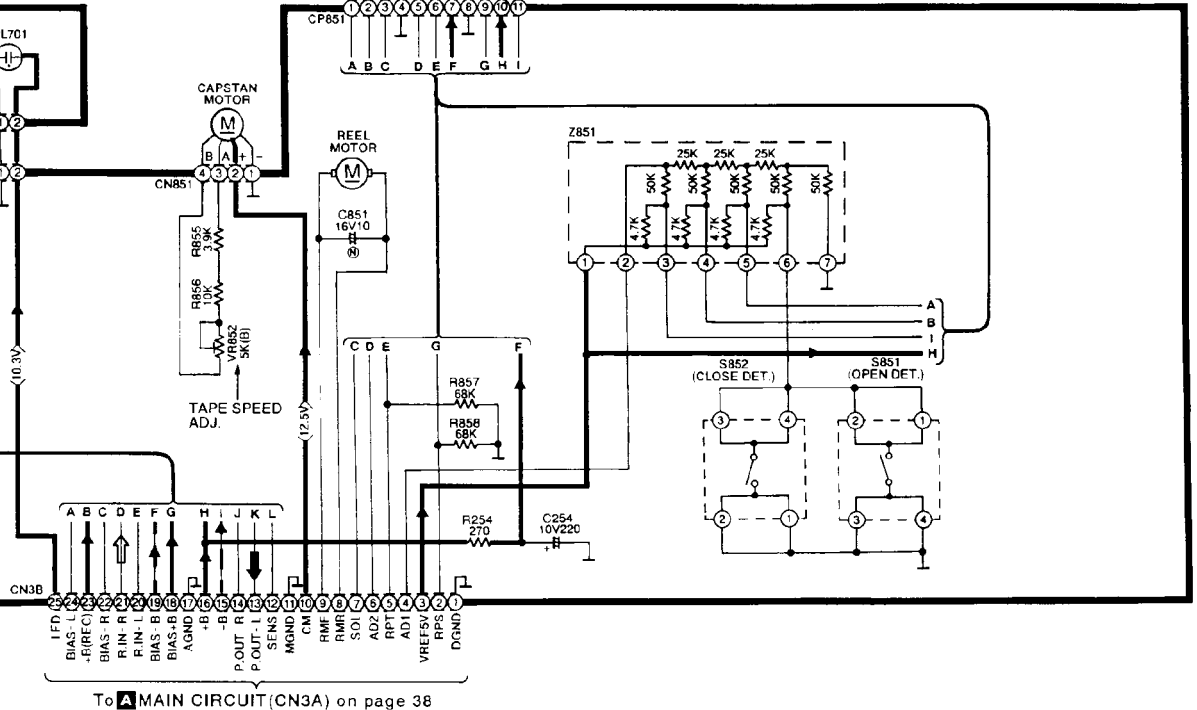 CP851
1 2 3 4 5 6 7 8 9 10 11
A B C D E F G H I
L701
2
1 2
CAPSTAN
MOTOR
M
B A + -
4 3 2 1
CN851
REEL
MOTOR
M
C851
16V10
N
R855
3.9K
R856
10K
VR852
5K(B)
TAPE SPEED
ADJ.
10.3V
12.5V
Z851
25K 25K 25K
50K 50K 50K 50K 50K
4.7K 4.7K 4.7K 4.7K
1 2 3 4 5 6 7
A
B
I
H
C D E G F
R857
68K
R858
68K
S852
(CLOSE DET.)
S851
(OPEN DET.)
3 4 2 1
2 1 3 4
A B C D E F G H I J K L
R254
270
C254
10V220
+
CN3B
25 24 23 22 21 20 19 18 17 16 15 14 13 12 11 10 9 8 7 6 5 4 3 2 1
BIAS-L
+B(REC)
BIAS-R
R.IN-R
R.IN-L
BIAS-B
BIAS+B
AGND
+B
-B
P.OUT-R
P.OUT-L
SENS
MGND
CM
RMF
RMR
SOL
AD2
RPT
AD1
VREF5V
RPS
DGND
To A MAIN CIRCUIT(CN3A) on page 38